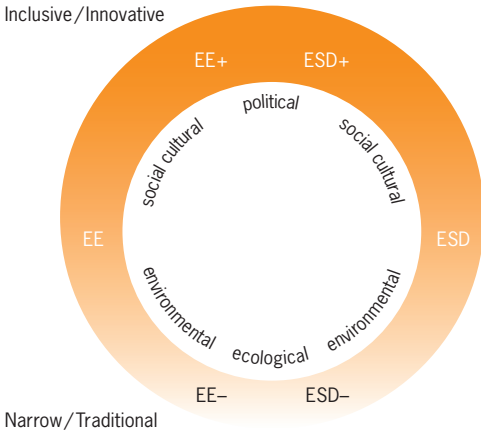 Inclusive/Innovative
EE+ ESD+
political
social cultural
social cultural
EE
ESD
environmental
environmental
ecological
EE– ESD–
Narrow/Traditional